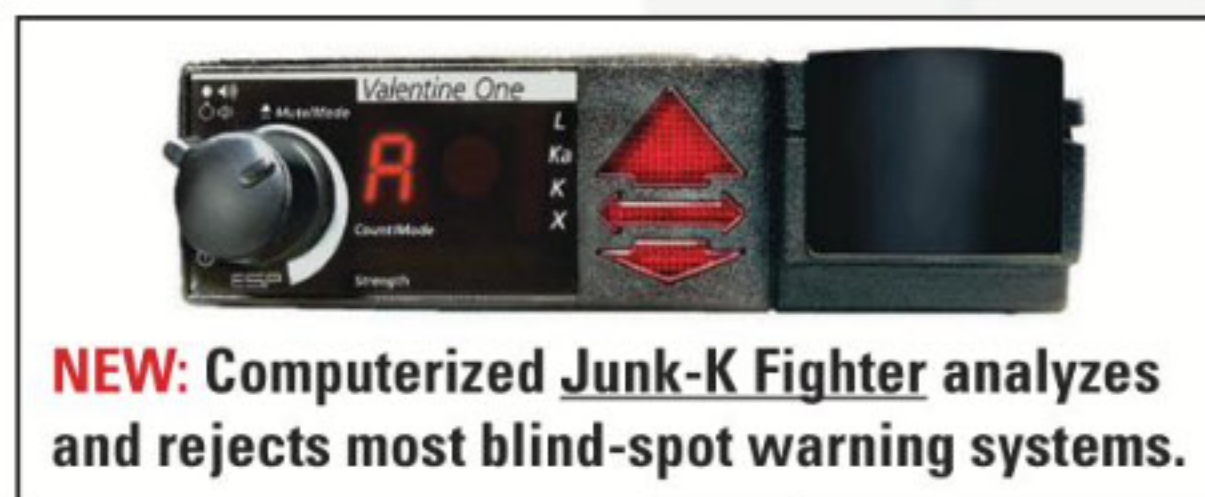 Valentine One
Mute/Mode
A
L
Ka
K
X
Count/Mode
ESP
Strength
NEW: Computerized Junk-K Fighter analyzes
and rejects most blind-spot warning systems.